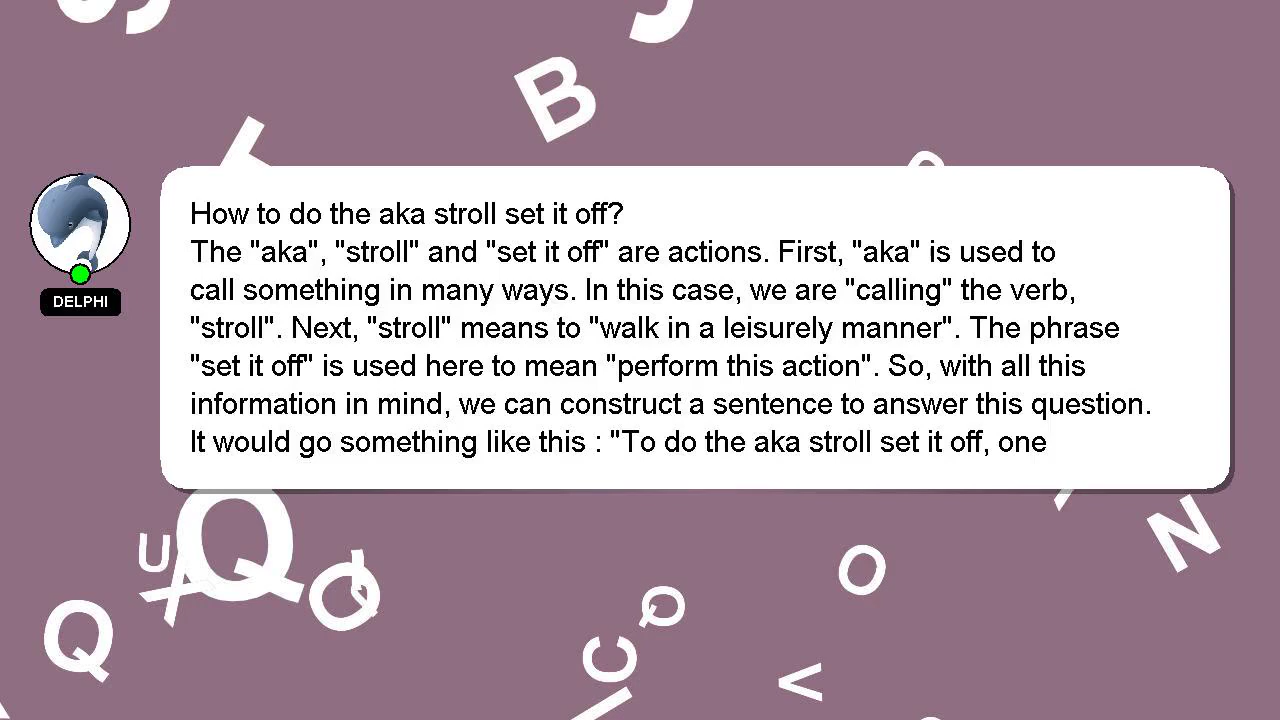 How to do the aka stroll set it off?
The "aka", "stroll" and "set it off" are actions. First, "aka" is used to
call something in many ways. In this case, we are "calling" the verb,
"stroll". Next, "stroll" means to "walk in a leisurely manner". The phrase
"set it off" is used here to mean "perform this action". So, with all this
information in mind, we can construct a sentence to answer this question.
It would go something like this : "To do the aka stroll set it off, one
DELPHI
B
Q
U
X
Q
Q
O
N
Q
C
V